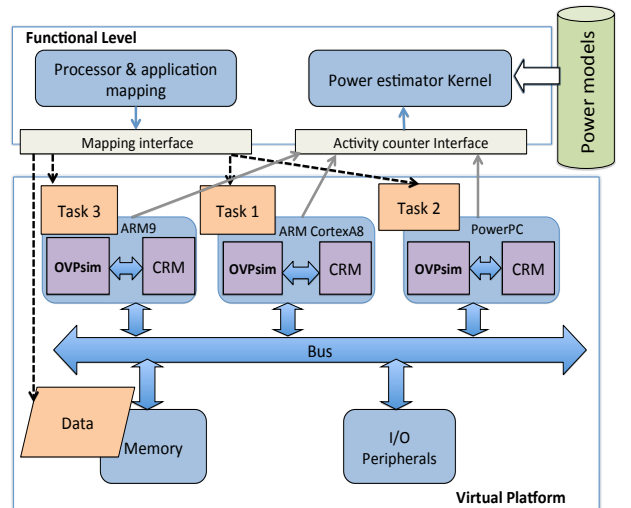 Functional Level
Processor & application
mapping
Power estimator Kernel
Power models
Mapping interface
Activity counter Interface
Task 3
Task 1
Task 2
ARM9
ARM CortexA8
PowerPC
OVPsim
CRM
OVPsim
CRM
OVPsim
CRM
Bus
Data
Memory
I/O
Peripherals
Virtual Platform